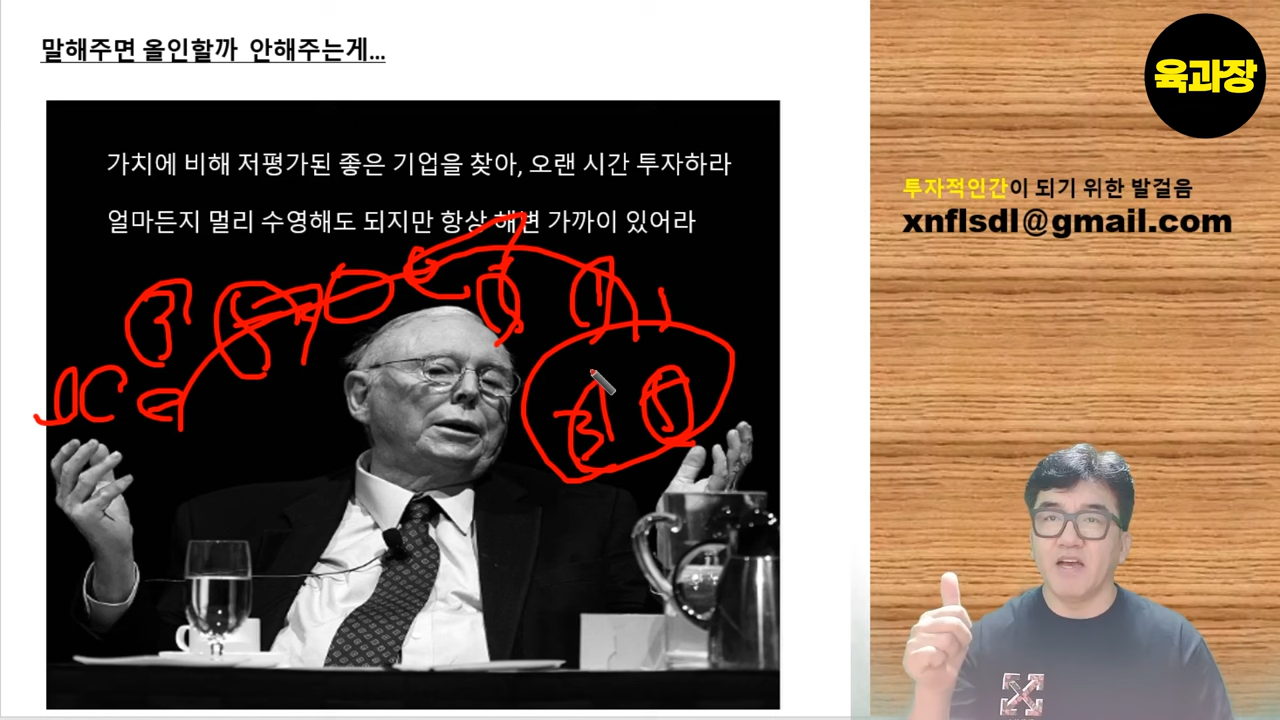 말해주면 올인할까 안해주는게...
가치에 비해 저평가된 좋은 기업을 찾아, 오랜 시간 투자하라
얼마든지 멀리 수영해도 되지만 항상 해변 가까이 있어라
육과장
투자적인간이 되기 위한 발걸음
xnflsdl@gmail.com